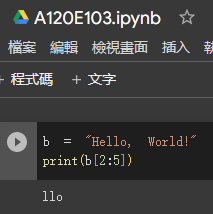 A120E103.ipynb
檔案 編輯 檢視畫面 插入
+ 程式碼 + 文字
b = "Hello, World!"
print(b[2:5])
llo